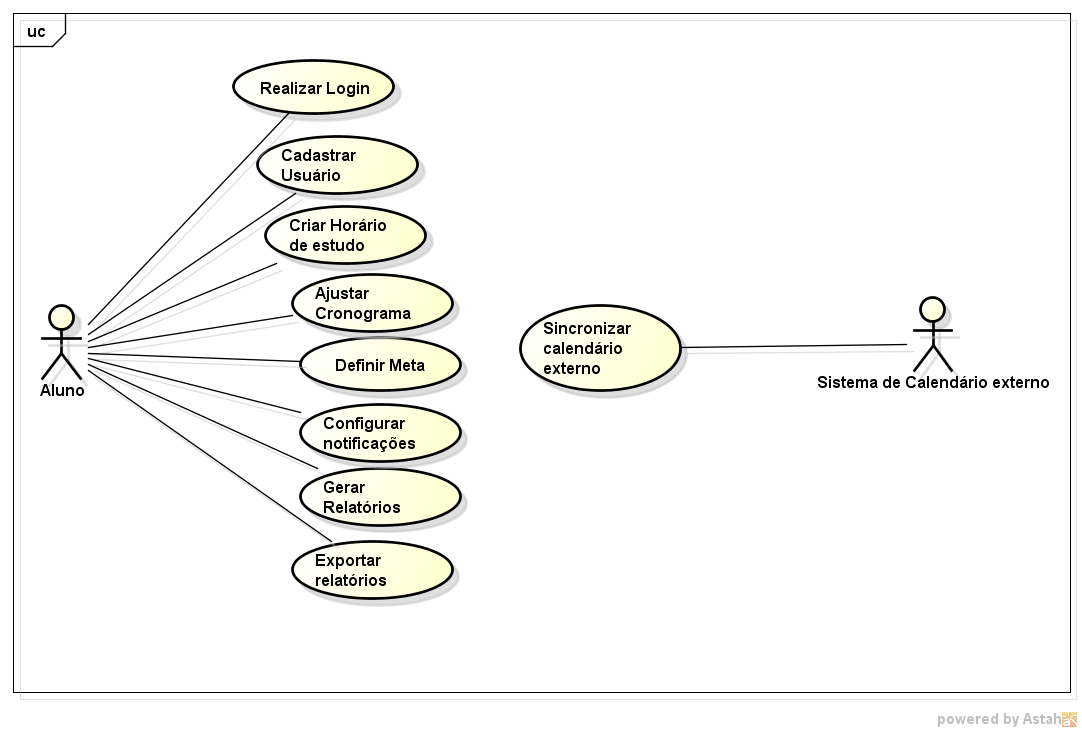 uc
Realizar Login
Cadastrar
Usuário
Criar Horário
de estudo
Ajustar
Cronograma
Definir Meta
Configurar
notificações
Gerar
Relatórios
Exportar
relatórios
Aluno
Sincronizar
calendário
externo
Sistema de Calendário externo
powered by Astah